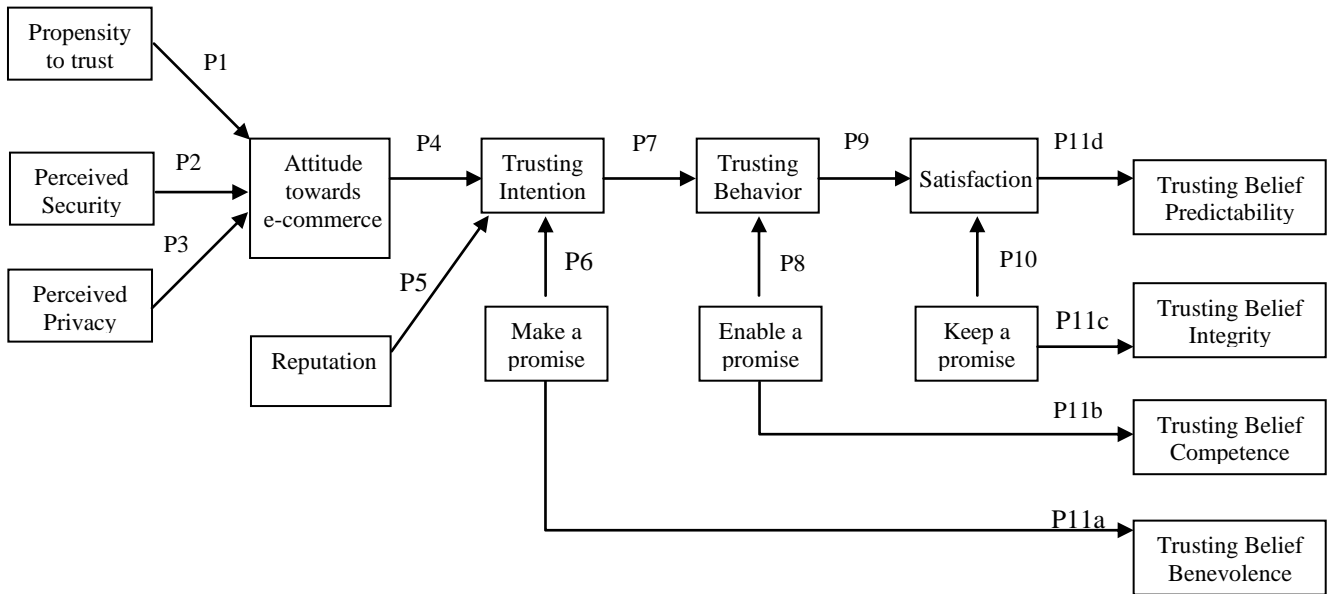 Propensity
to trust
P1
Perceived
Security
P2
Perceived
Privacy
P3
Attitude
towards
e-commerce
P4
Reputation
P5
Trusting
Intention
P6
Make a
promise
P7
Trusting
Behavior
P8
Enable a
promise
P9
Satisfaction
P10
Keep a
promise
P11d
Trusting Belief
Predictability
P11c
Trusting Belief
Integrity
P11b
Trusting Belief
Competence
P11a
Trusting Belief
Benevolence